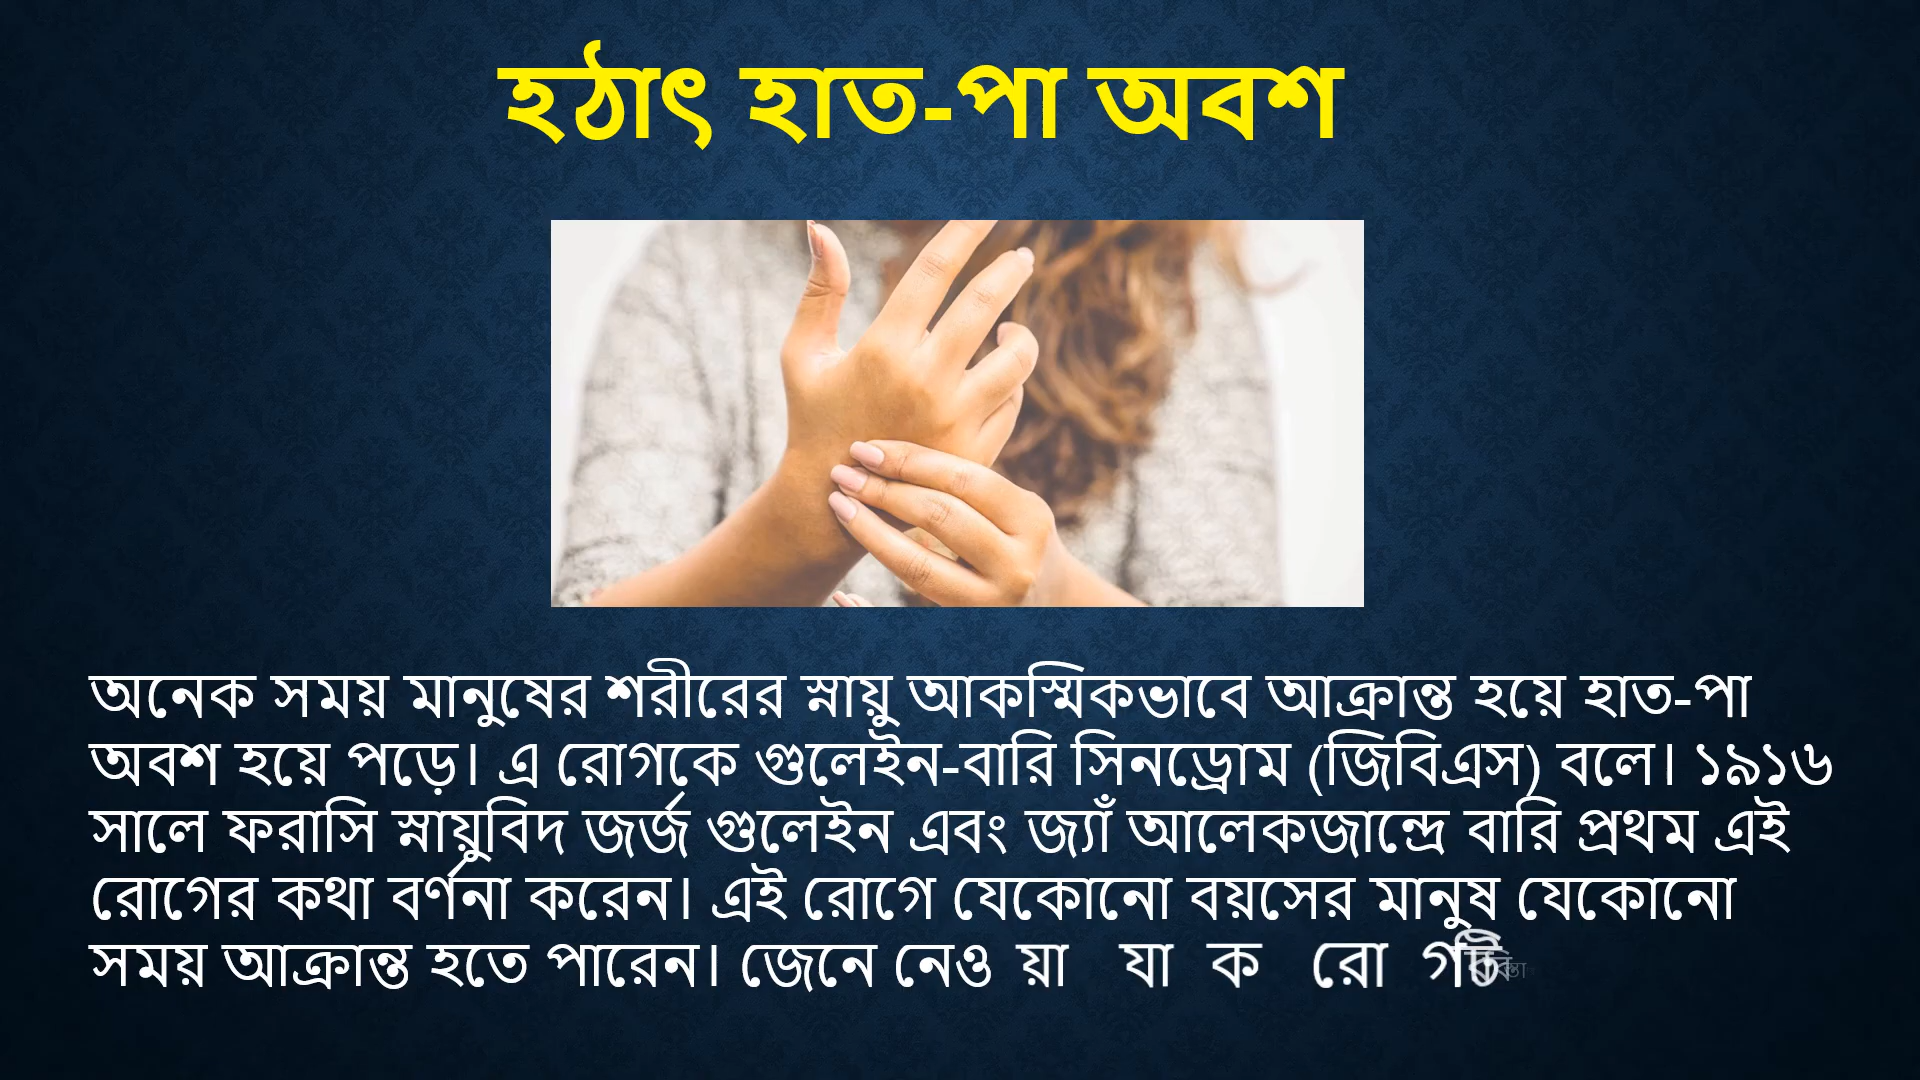 হঠাৎ হাত-পা অবশ
অনেক সময় মানুষের শরীরের স্নায়ু আকস্মিকভাবে আক্রান্ত হয়ে হাত-পা
অবশ হয়ে পড়ে। এ রোগকে গুলেইন-বারি সিনড্রোম (জিবিএস) বলে। ১৯১৬
সালে ফরাসি স্নায়ুবিদ জর্জ গুলেইন এবং জ্যাঁ আলেকজান্দ্রে বারি প্রথম এই
রোগের কথা বর্ণনা করেন। এই রোগে যেকোনো বয়সের মানুষ যেকোনো
সময় আক্রান্ত হতে পারেন। জেনে নেওয়া যাক রোগটি